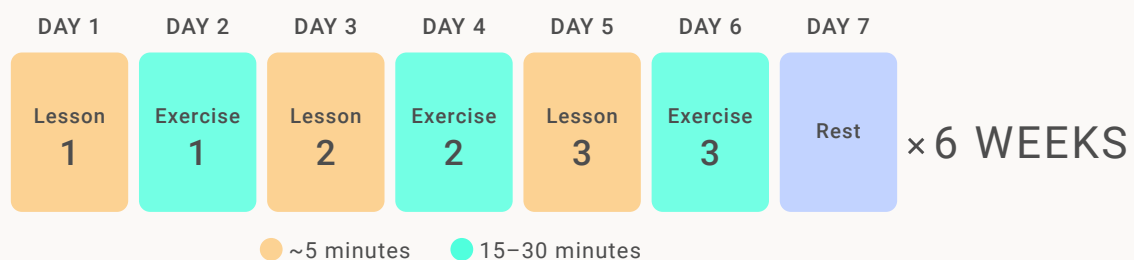 DAY 1 DAY 2 DAY 3 DAY 4 DAY 5 DAY 6 DAY 7
Lesson Exercise Lesson Exercise Lesson Exercise Rest
1 1 2 2 3 3
× 6 WEEKS
~5 minutes 15–30 minutes